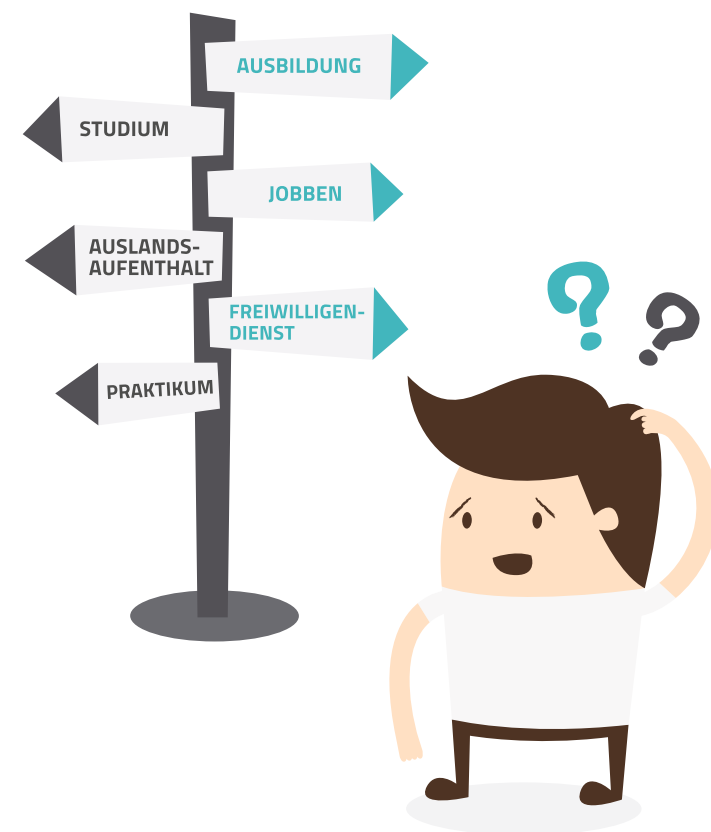 AUSBILDUNG
STUDIUM
JOBBEN
AUSLANDS-
AUFENTHALT
FREIWILLIGEN-
DIENST
PRAKTIKUM
? ?